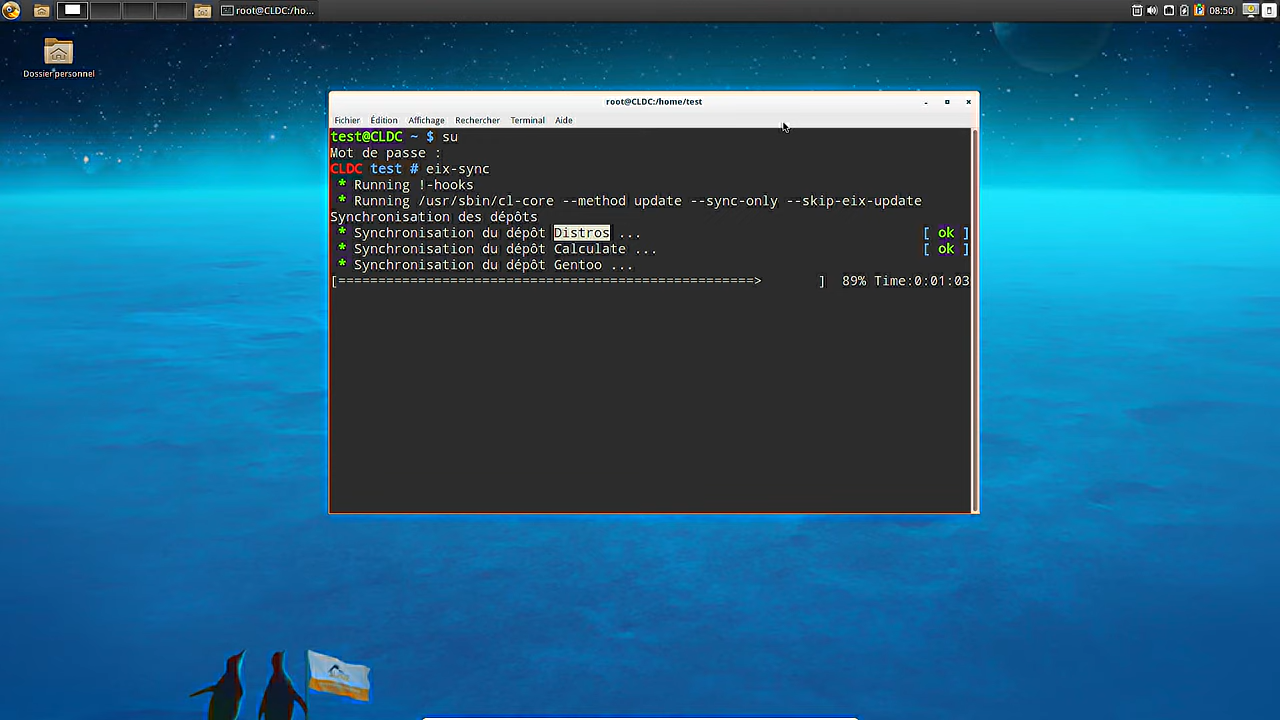 root@CLDC:/ho...
08:50
Dossier personnel
root@CLDC:/home/test
Fichier Édition Affichage Rechercher Terminal Aide
test@CLDC ~ $ su
Mot de passe :
CLDC test # eix-sync
* Running !-hooks
* Running /usr/sbin/cl-core --method update --sync-only --skip-eix-update
Synchronisation des dépôts
* Synchronisation du dépôt Distros ... [ ok ]
* Synchronisation du dépôt Calculate ... [ ok ]
* Synchronisation du dépôt Gentoo ...
[====================================================> ] 89% Time:0:01:03